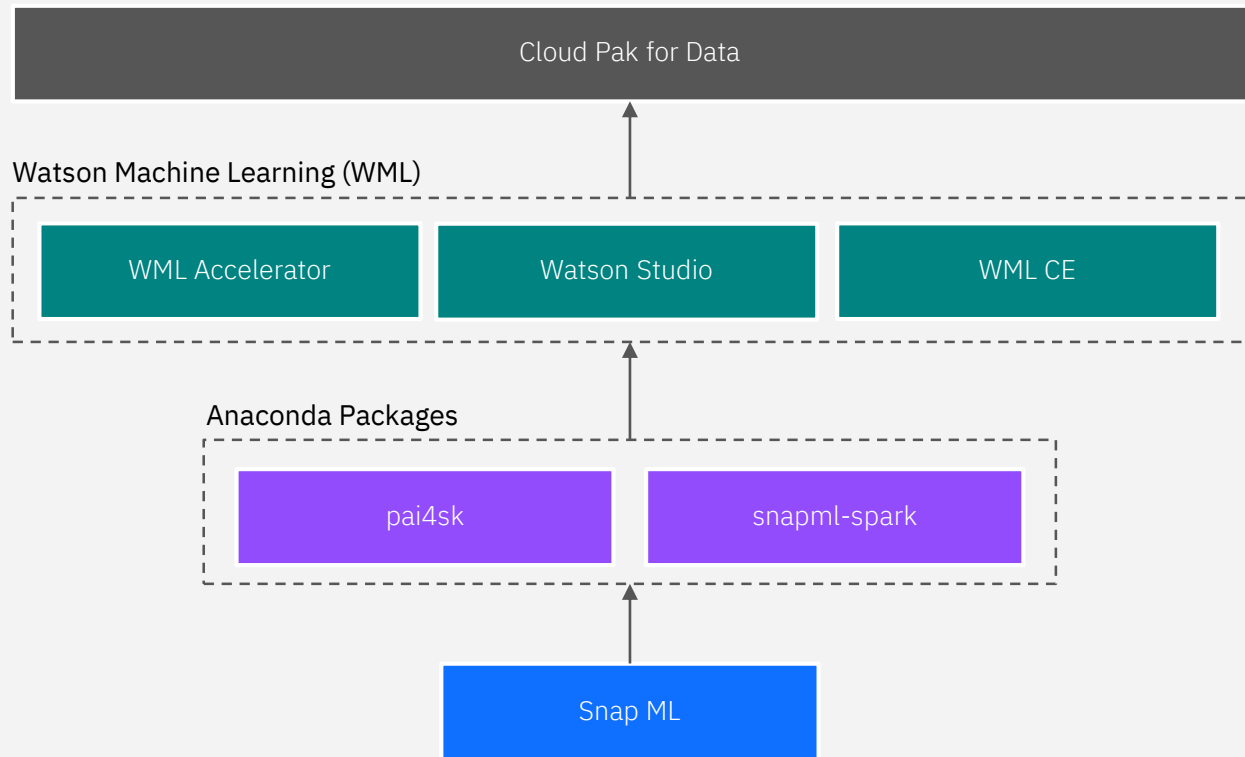 Cloud Pak for Data
Watson Machine Learning (WML)
WML Accelerator
Watson Studio
WML CE
Anaconda Packages
pai4sk
snapml-spark
Snap ML